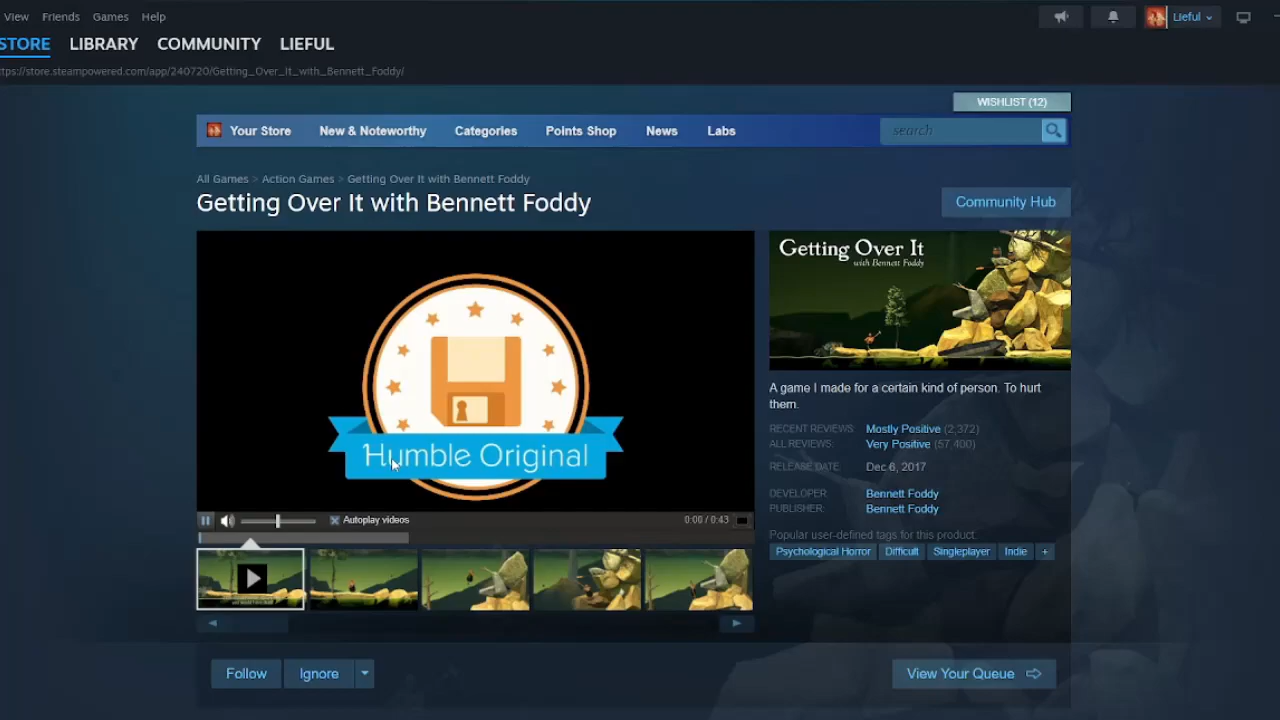 View Friends Games Help
Lieful
STORE LIBRARY COMMUNITY LIEFUL
ttps://store.steampowered.com/app/240720/Getting_Over_It_with_Bennett_Foddy/
WISHLIST (12)
Your Store New & Noteworthy Categories Points Shop News Labs
search
All Games > Action Games > Getting Over It with Bennett Foddy
Getting Over It with Bennett Foddy
Community Hub
Humble Original
Autoplay videos
0:00 / 0:43
Getting Over It
with Bennett Foddy
A game I made for a certain kind of person. To hurt
them.
RECENT REVIEWS: Mostly Positive (2,372)
ALL REVIEWS: Very Positive (57,400)
RELEASE DATE: Dec 6, 2017
DEVELOPER: Bennett Foddy
PUBLISHER: Bennett Foddy
Popular user-defined tags for this product:
Psychological Horror Difficult Singleplayer Indie +
Follow Ignore
View Your Queue